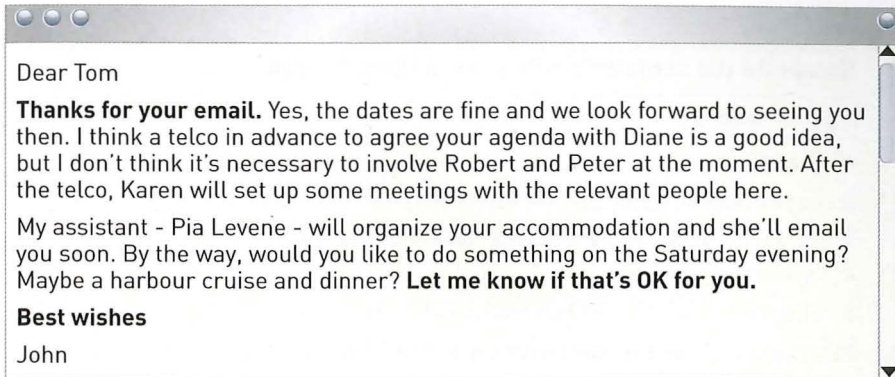 Dear Tom
Thanks for your email. Yes, the dates are fine and we look forward to seeing you
then. I think a telco in advance to agree your agenda with Diane is a good idea,
but I don't think it's necessary to involve Robert and Peter at the moment. After
the telco, Karen will set up some meetings with the relevant people here.
My assistant - Pia Levene - will organize your accommodation and she'll email
you soon. By the way, would you like to do something on the Saturday evening?
Maybe a harbour cruise and dinner? Let me know if that's OK for you.
Best wishes
John